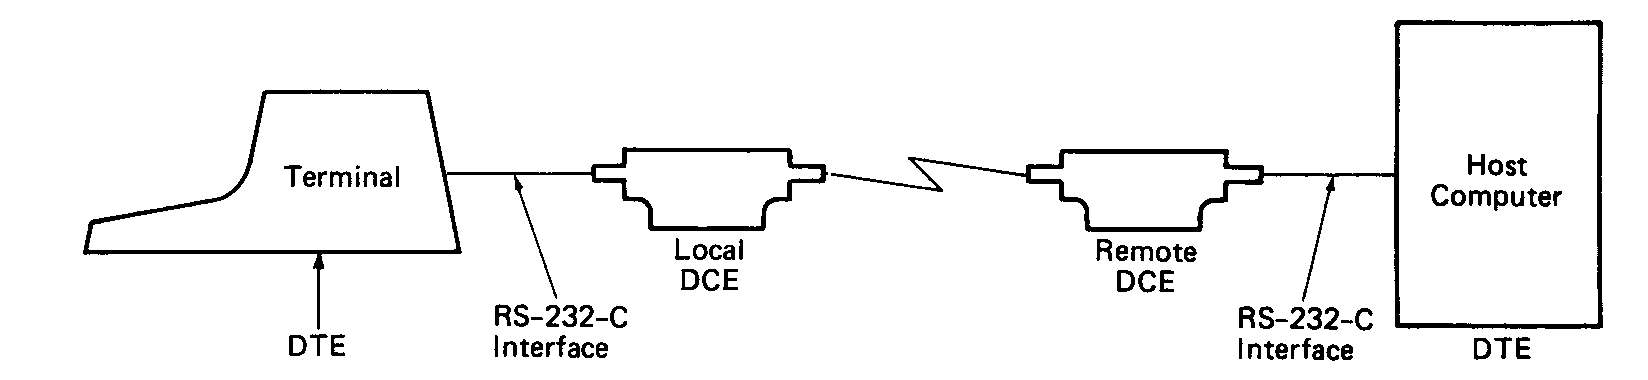 Terminal
DTE
RS-232-C
Interface
Local
DCE
Remote
DCE
RS-232-C
Interface
Host
Computer
DTE